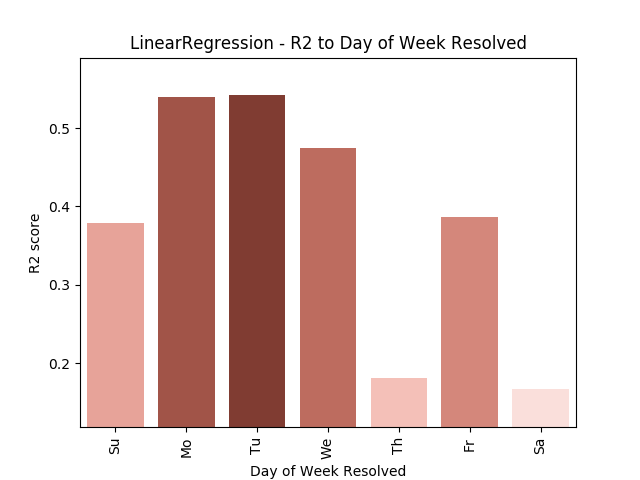 LinearRegression - R2 to Day of Week Resolved
R2 score
0.5
0.4
0.3
0.2
Su
Mo
Tu
We
Th
Fr
Sa
Day of Week Resolved